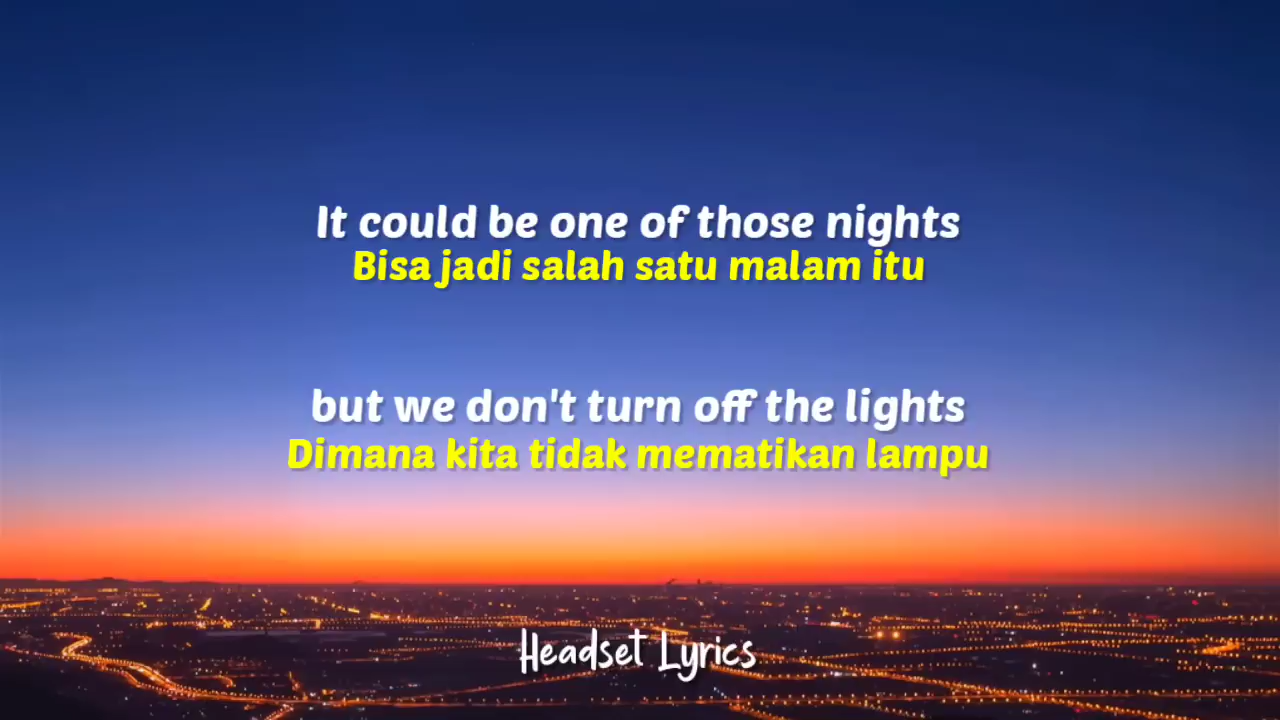 It could be one of those nights
Bisa jadi salah satu malam itu
but we don't turn off the lights
Dimana kita tidak mematikan lampu
Headset Lyrics